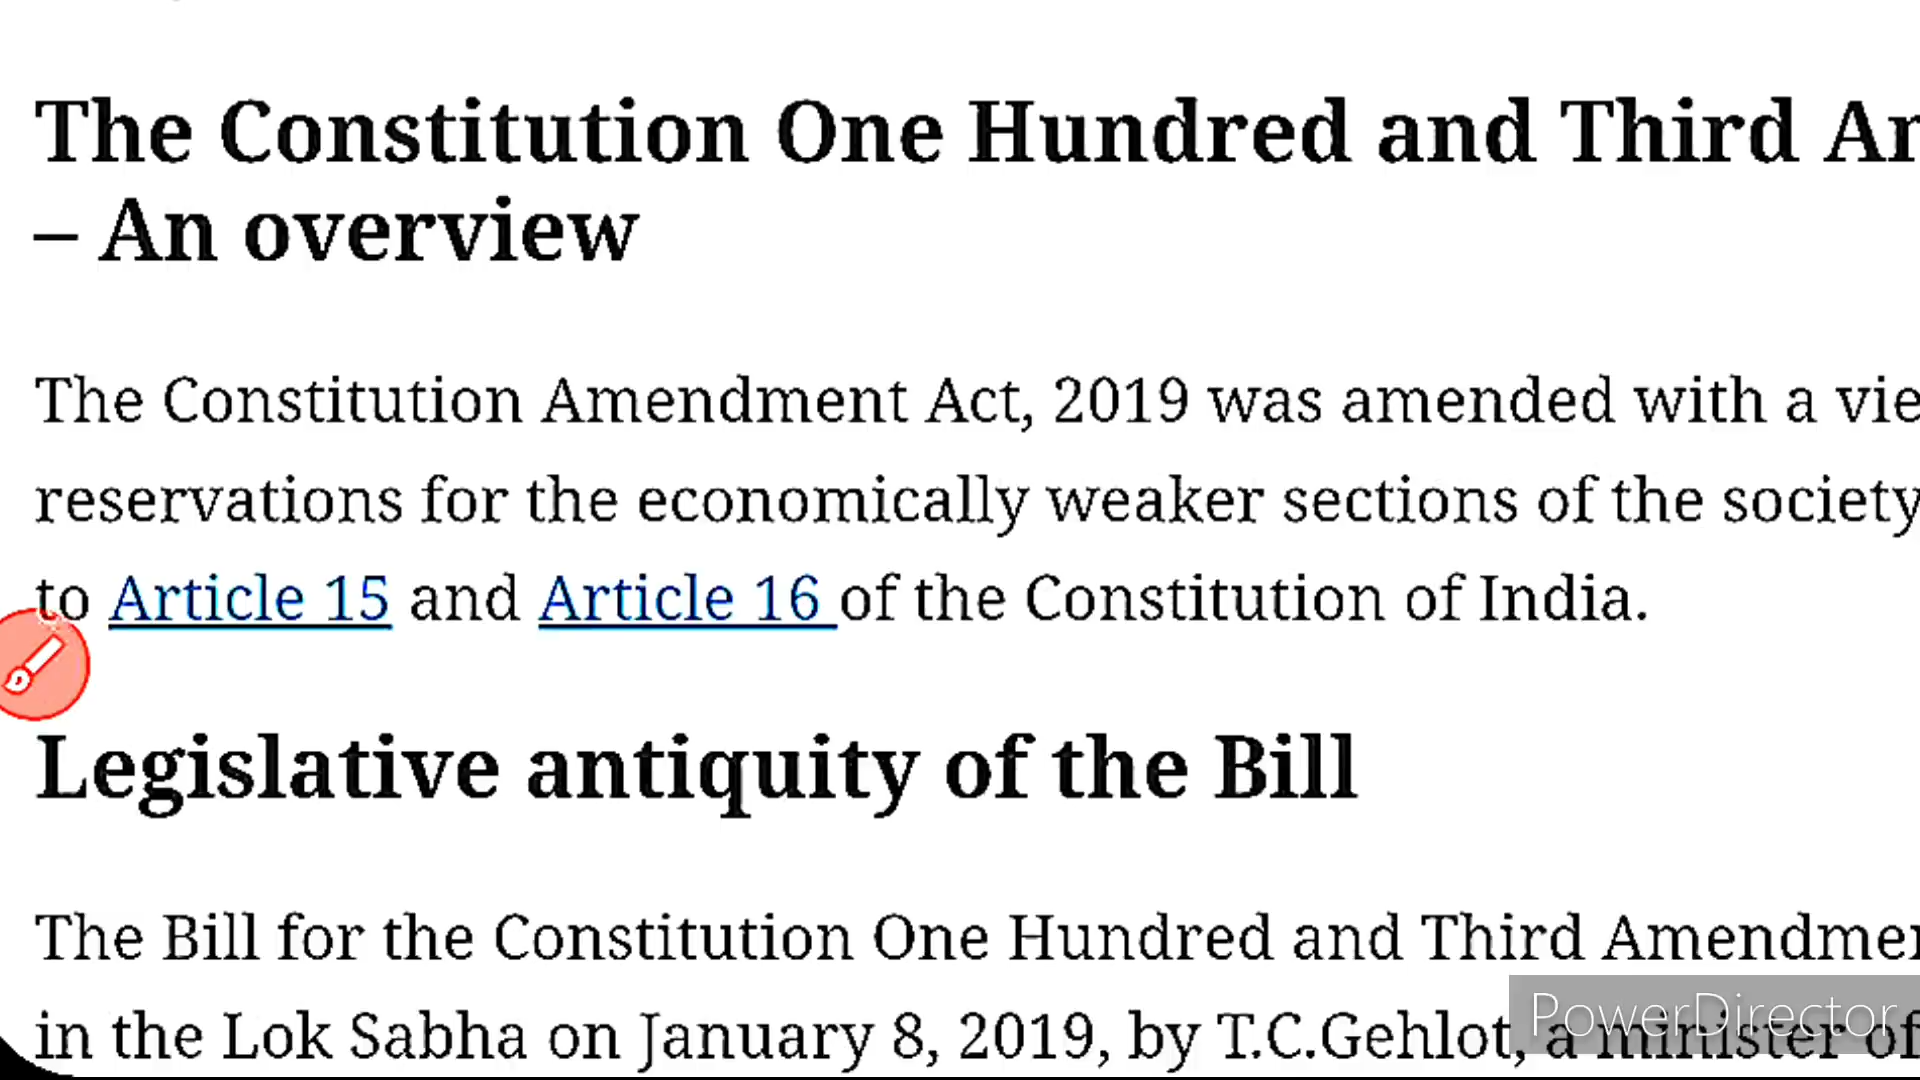 The Constitution One Hundred and Third
– An overview
The Constitution Amendment Act, 2019 was amended with a
reservations for the economically weaker sections of the society
to Article 15 and Article 16 of the Constitution of India.
Legislative antiquity of the Bill
The Bill for the Constitution One Hundred and Third
in the Lok Sabha on January 8, 2019, by T.C.Gehlot, a minister of
PowerDirector